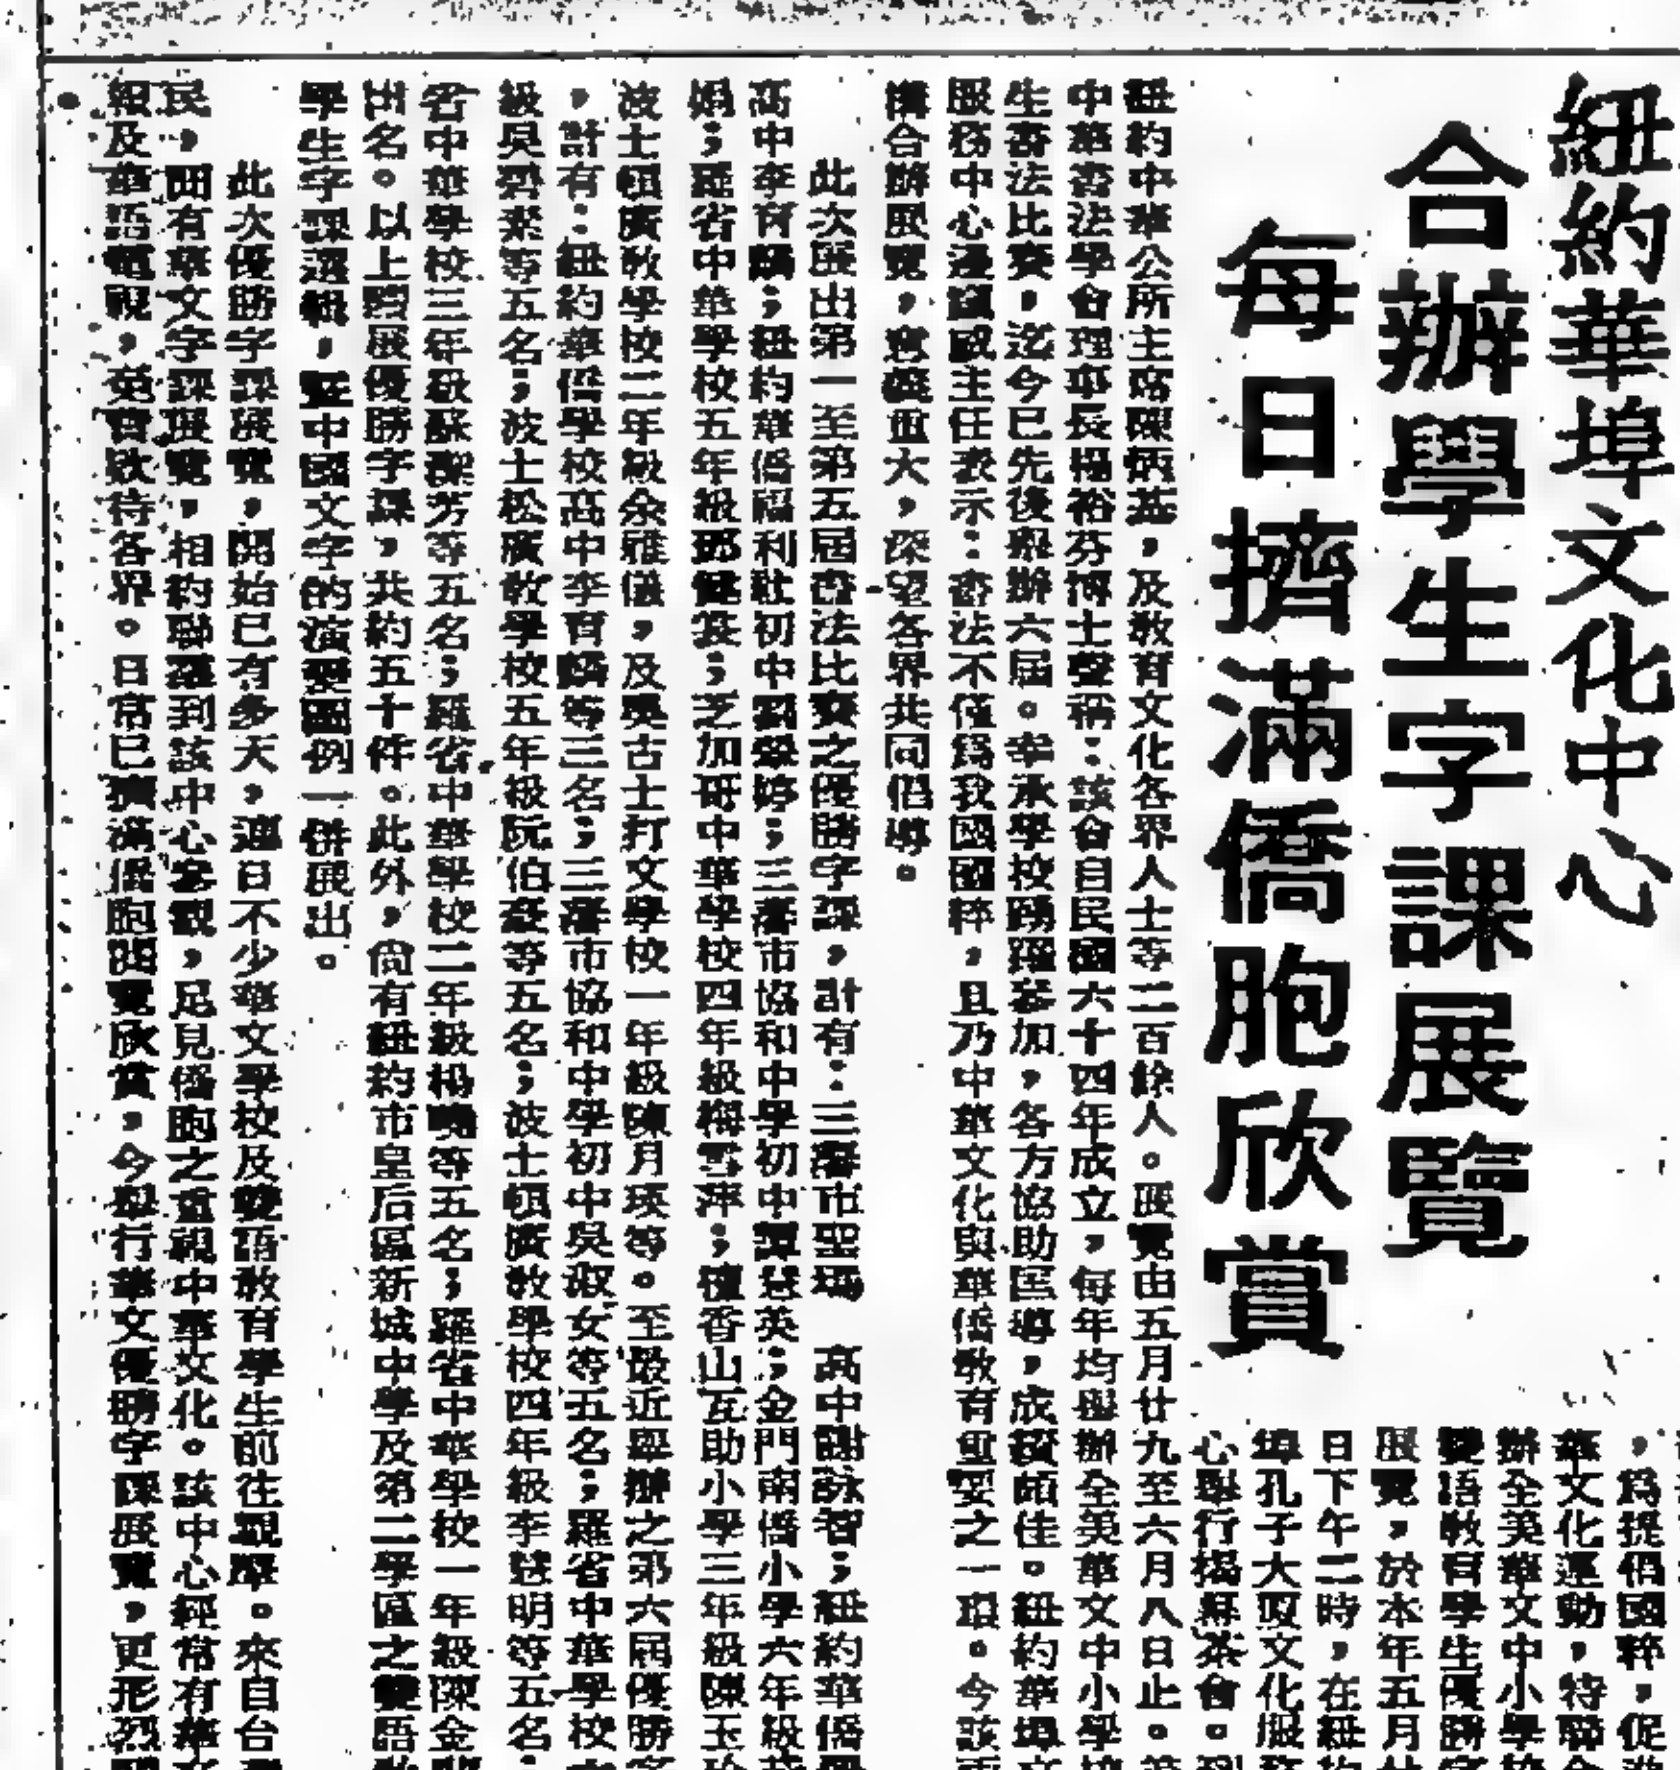 紐約華埠文化中心
合辦學生字課展覽
每日擠滿僑胞欣賞
，為提倡國粹，促進
華文化運動，特聯合
辦全美華文中小學校
雙語教育學生優勝字
展覽，於本年五月廿
日下午二時，在紐約
埠孔子大廈文化服務
心舉行揭幕茶會。到
紐約中華公所主席陳炳基，及教育文化各界人士等二百餘人。展覽由五月廿九至六月八日止。
中華書法學會理事長楊裕芬博士聲稱：該會自民國六十四年成立，每年均舉辦全美華文中小學校
生書法比賽，迄今已先後舉辦六屆。幸承學校踴躍參加，各方協助匡導，成績頗佳。紐約華埠文
服務中心主任表示：書法不僅為我國國粹，且乃中華文化與華僑教育重要之一環。今該兩
構合辦展覽，意義重大，深望各界共同倡導。
此次展出第一至第五屆書法比賽之優勝字課，計有：三藩市聖瑪 高中謝詠智；紐約華僑學
高中李育麟；紐約華僑福利社初中劉婷；三藩市協和中學初中譚慧英；金門南僑小學六年級
娟；羅省中華學校五年級鄧；芝加哥中華學校四年級梅雪萍；檀香山互助小學三年級陳玉
波士頓廣教學校二年級余雅儀，及奧古士打文學校一年級陳月瑛等。至最近舉辦之第六屆優勝字
，計有：紐約華僑學校高中李育麟等三名；三藩市協和中學初中吳淑女等五名；羅省中華學校
級吳等五名；波士松廣教學校五年級阮伯豪等五名；波士頓廣教學校四年級李慧明等五名；
省中華學校三年級蘇潔芳等五名；羅省中華學校二年級楊曉等五名；羅省中華學校一年級陳金
出名。以上展優勝字課，共約五十件。此外，尚有紐約市皇后區新城中學及第二學區之雙語
學生字課選輯，暨中國文字的演變圖例一併展出。
此次優勝字課展覽，開始已有多天，連日不少華文學校及雙語教育學生前往觀摩。來自台
民，聞有華文字課展覽，相約聯到該中心參觀，足見僑胞之重視中華文化。該中心經常有華
報及華語電視，免費款待各界。日常已擠滿僑胞閱覽欣賞，今舉行華文優勝字課展覽，更形烈